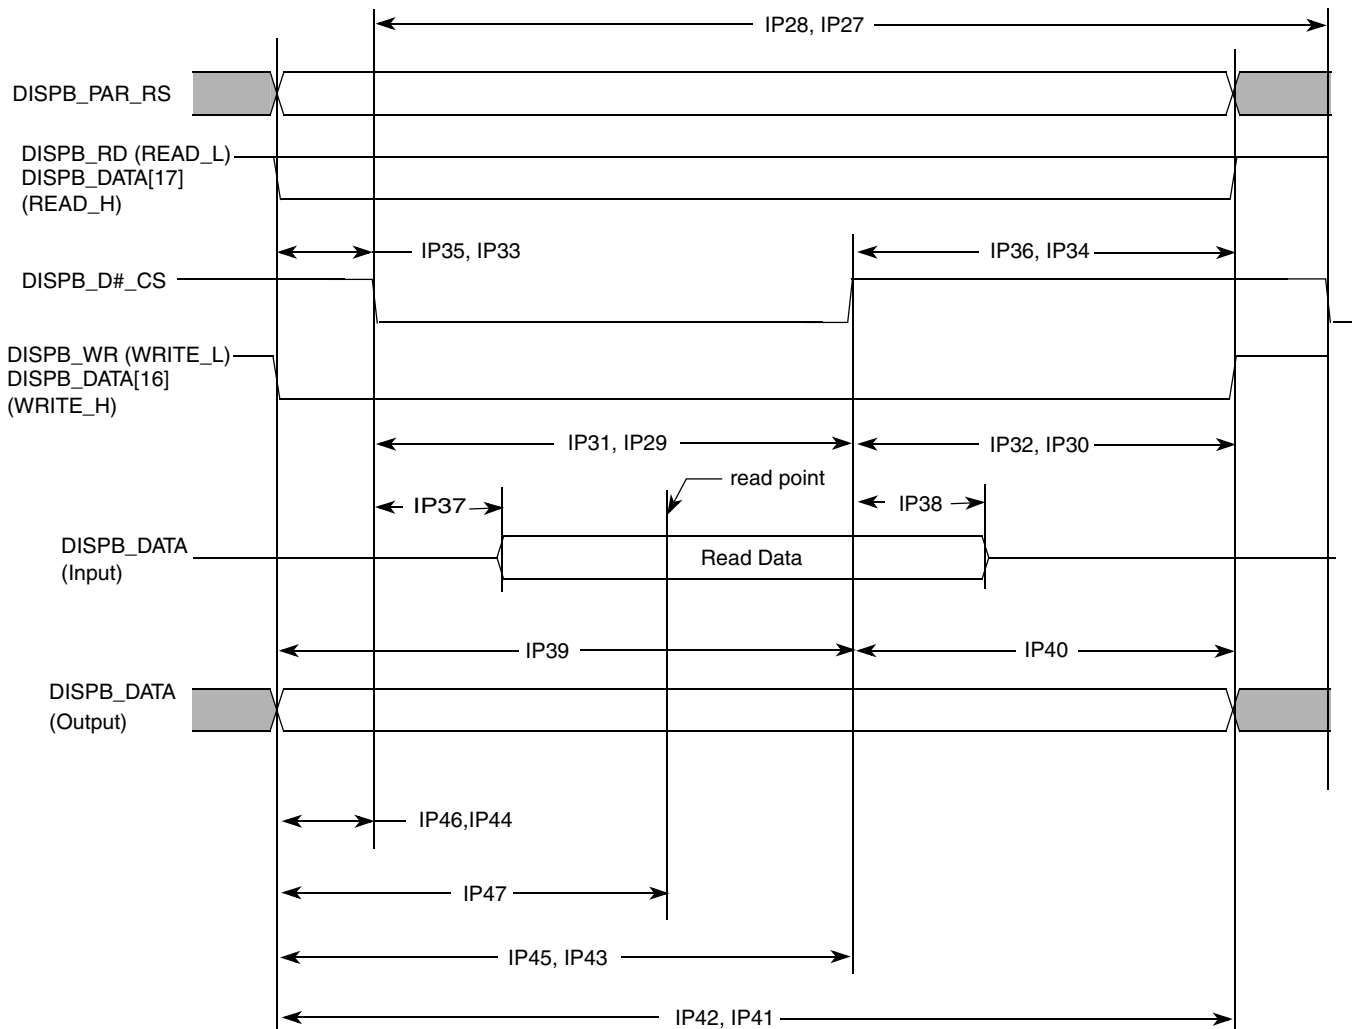 IP28, IP27
DISPB_PAR_RS
DISPB_RD (READ_L)
DISPB_DATA[17]
(READ_H)
IP35, IP33
IP36, IP34
DISPB_D#_CS
DISPB_WR (WRITE_L)
DISPB_DATA[16]
(WRITE_H)
IP31, IP29
IP32, IP30
read point
IP37
IP38
DISPB_DATA
(Input)
Read Data
IP39
IP40
DISPB_DATA
(Output)
IP46,IP44
IP47
IP45, IP43
IP42, IP41